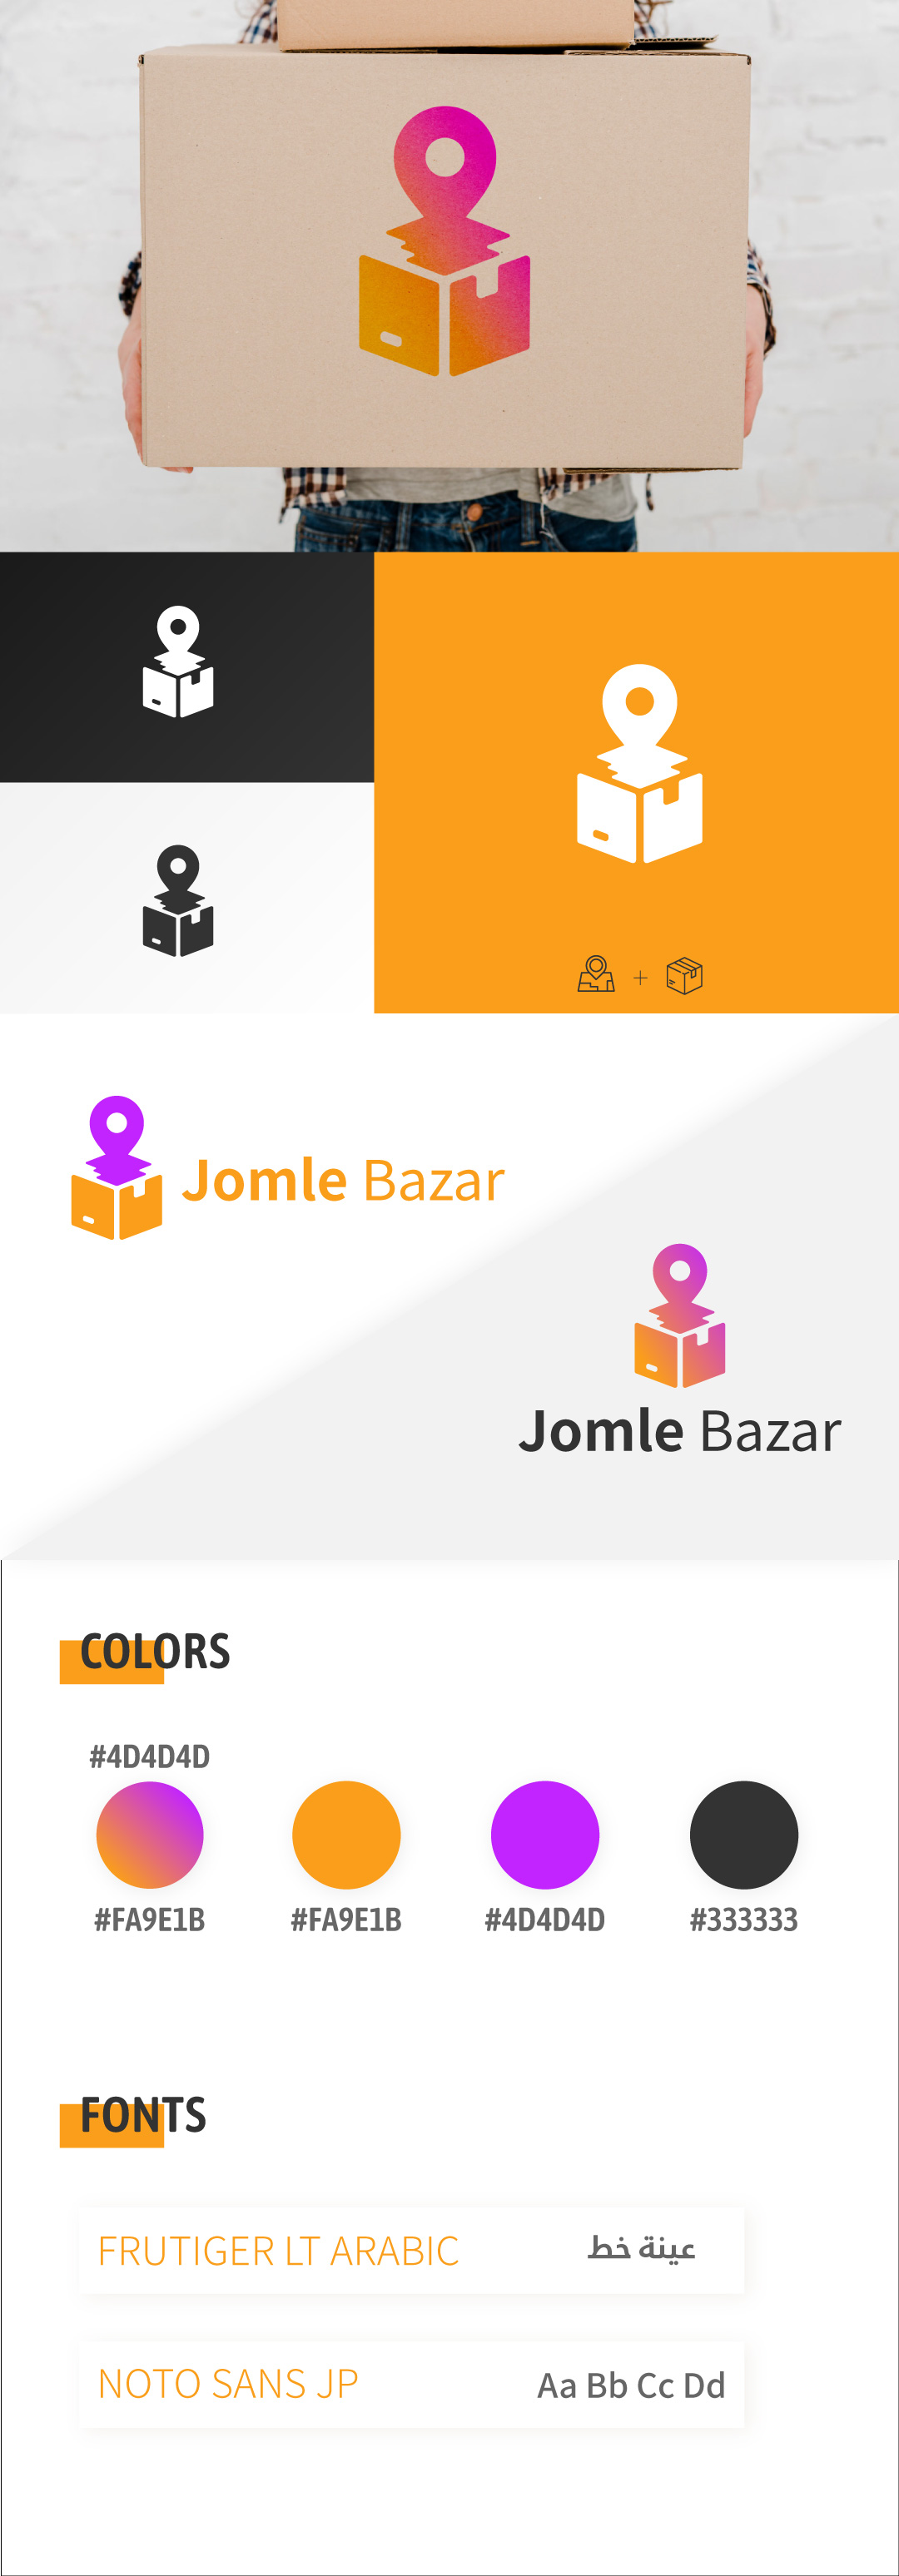 +
Jomle Bazar
Jomle Bazar
COLORS
#4D4D4D
#FA9E1B
#FA9E1B
#4D4D4D
#333333
FONTS
FRUTIGER LT ARABIC
عينة خط
NOTO SANS JP
Aa Bb Cc Dd